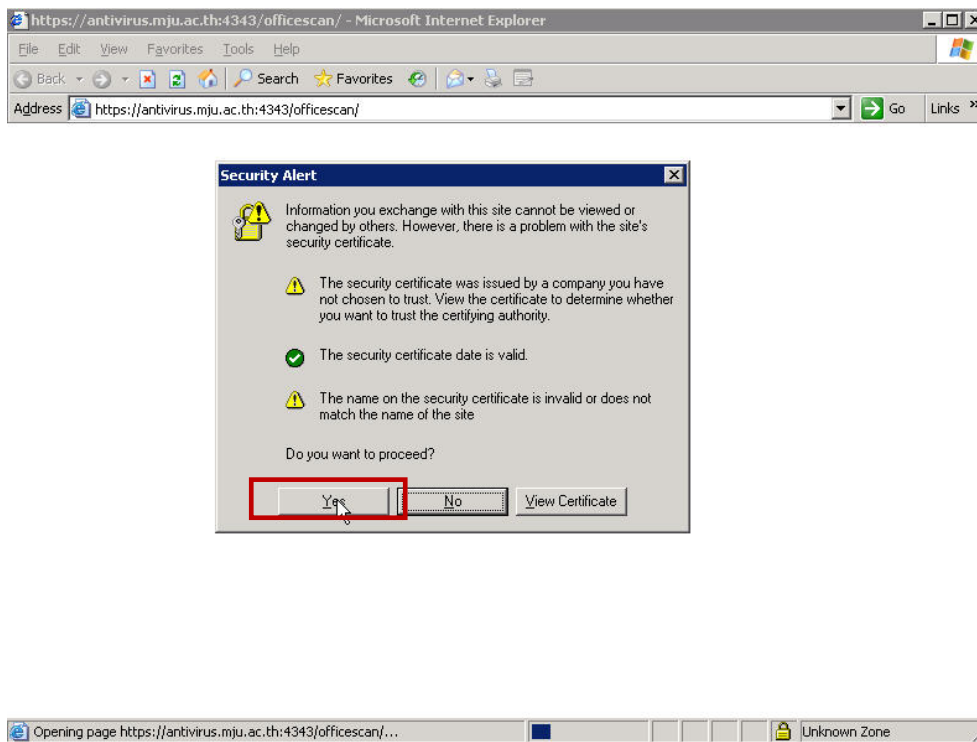 https://antivirus.mju.ac.th:4343/officescan/ - Microsoft Internet Explorer
File Edit View Favorites Tools Help
Back Search Favorites
Address https://antivirus.mju.ac.th:4343/officescan/ Go Links »
Security Alert
Information you exchange with this site cannot be viewed or
changed by others. However, there is a problem with the site's
security certificate.
The security certificate was issued by a company you have
not chosen to trust. View the certificate to determine whether
you want to trust the certifying authority.
The security certificate date is valid.
The name on the security certificate is invalid or does not
match the name of the site
Do you want to proceed?
Yes No View Certificate
Opening page https://antivirus.mju.ac.th:4343/officescan/... Unknown Zone